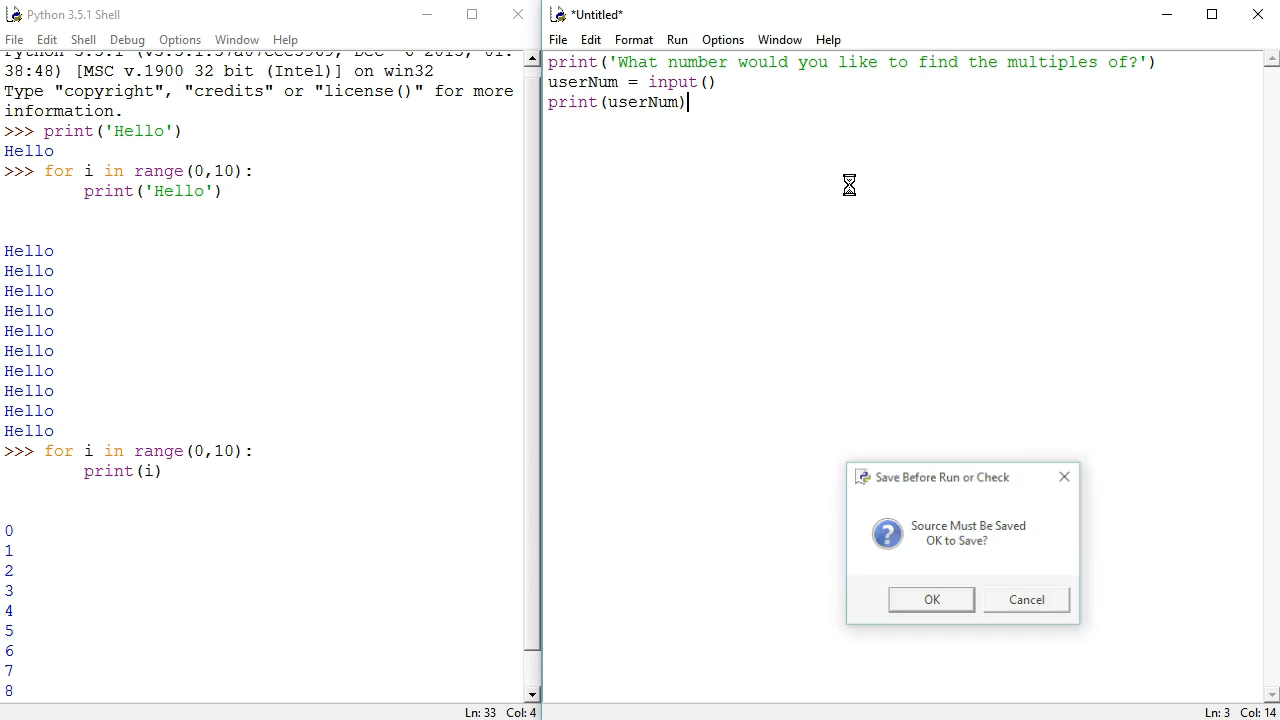 Python 3.5.1 Shell
File Edit Shell Debug Options Window Help
38:48) [MSC v.1900 32 bit (Intel)] on win32
Type "copyright", "credits" or "license()" for more
information.
>>> print('Hello')
Hello
>>> for i in range(0,10):
        print('Hello')
Hello
Hello
Hello
Hello
Hello
Hello
Hello
Hello
Hello
Hello
>>> for i in range(0,10):
        print(i)
0
1
2
3
4
5
6
7
8
Ln: 33 Col: 4
*Untitled*
File Edit Format Run Options Window Help
print('What number would you like to find the multiples of?')
userNum = input()
print(userNum)
Save Before Run or Check
Source Must Be Saved
OK to Save?
OK Cancel
Ln: 3 Col: 14